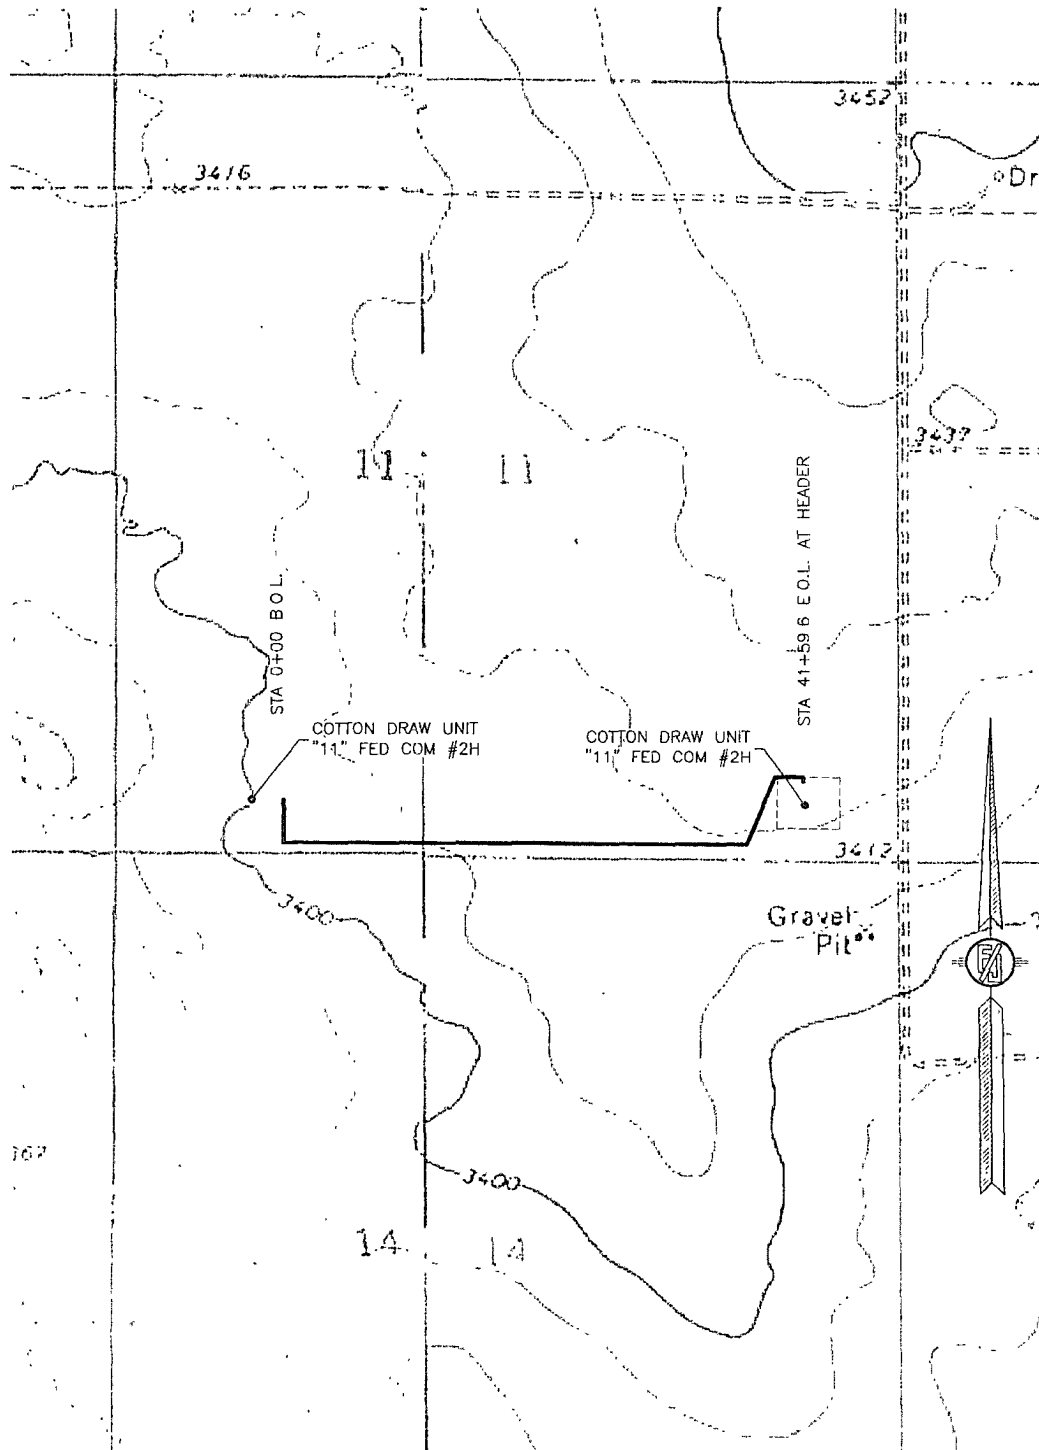 3452
3416
Dr
3437
11
11
STA 0+00 B O L
STA 41+59 6 E O.L. AT HEADER
COTTON DRAW UNIT
"11" FED COM #2H
COTTON DRAW UNIT
"11" FED COM #2H
3412
3400
Gravel
Pit
3400
14
14